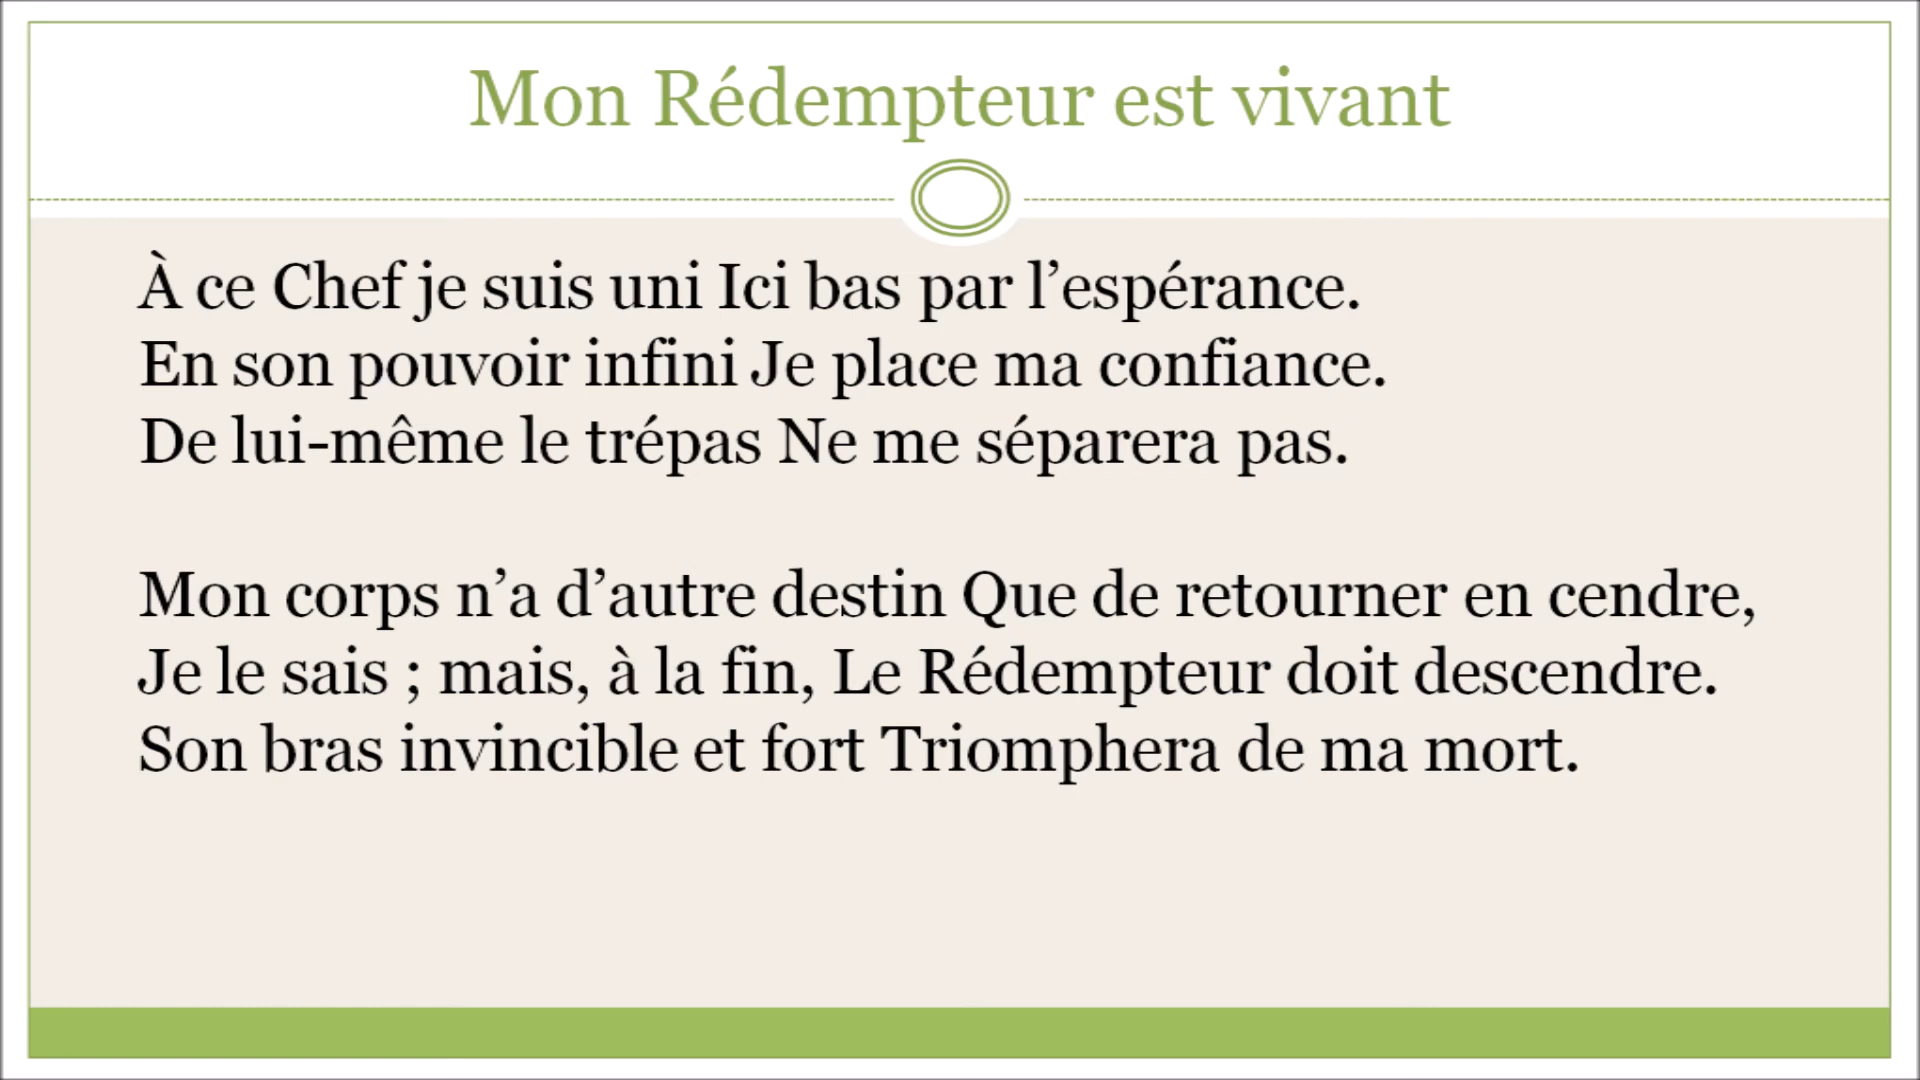 Mon Rédempteur est vivant
À ce Chef je suis uni Ici bas par l’espérance.
En son pouvoir infini Je place ma confiance.
De lui-même le trépas Ne me séparera pas.
Mon corps n’a d’autre destin Que de retourner en cendre,
Je le sais ; mais, à la fin, Le Rédempteur doit descendre.
Son bras invincible et fort Triomphera de ma mort.